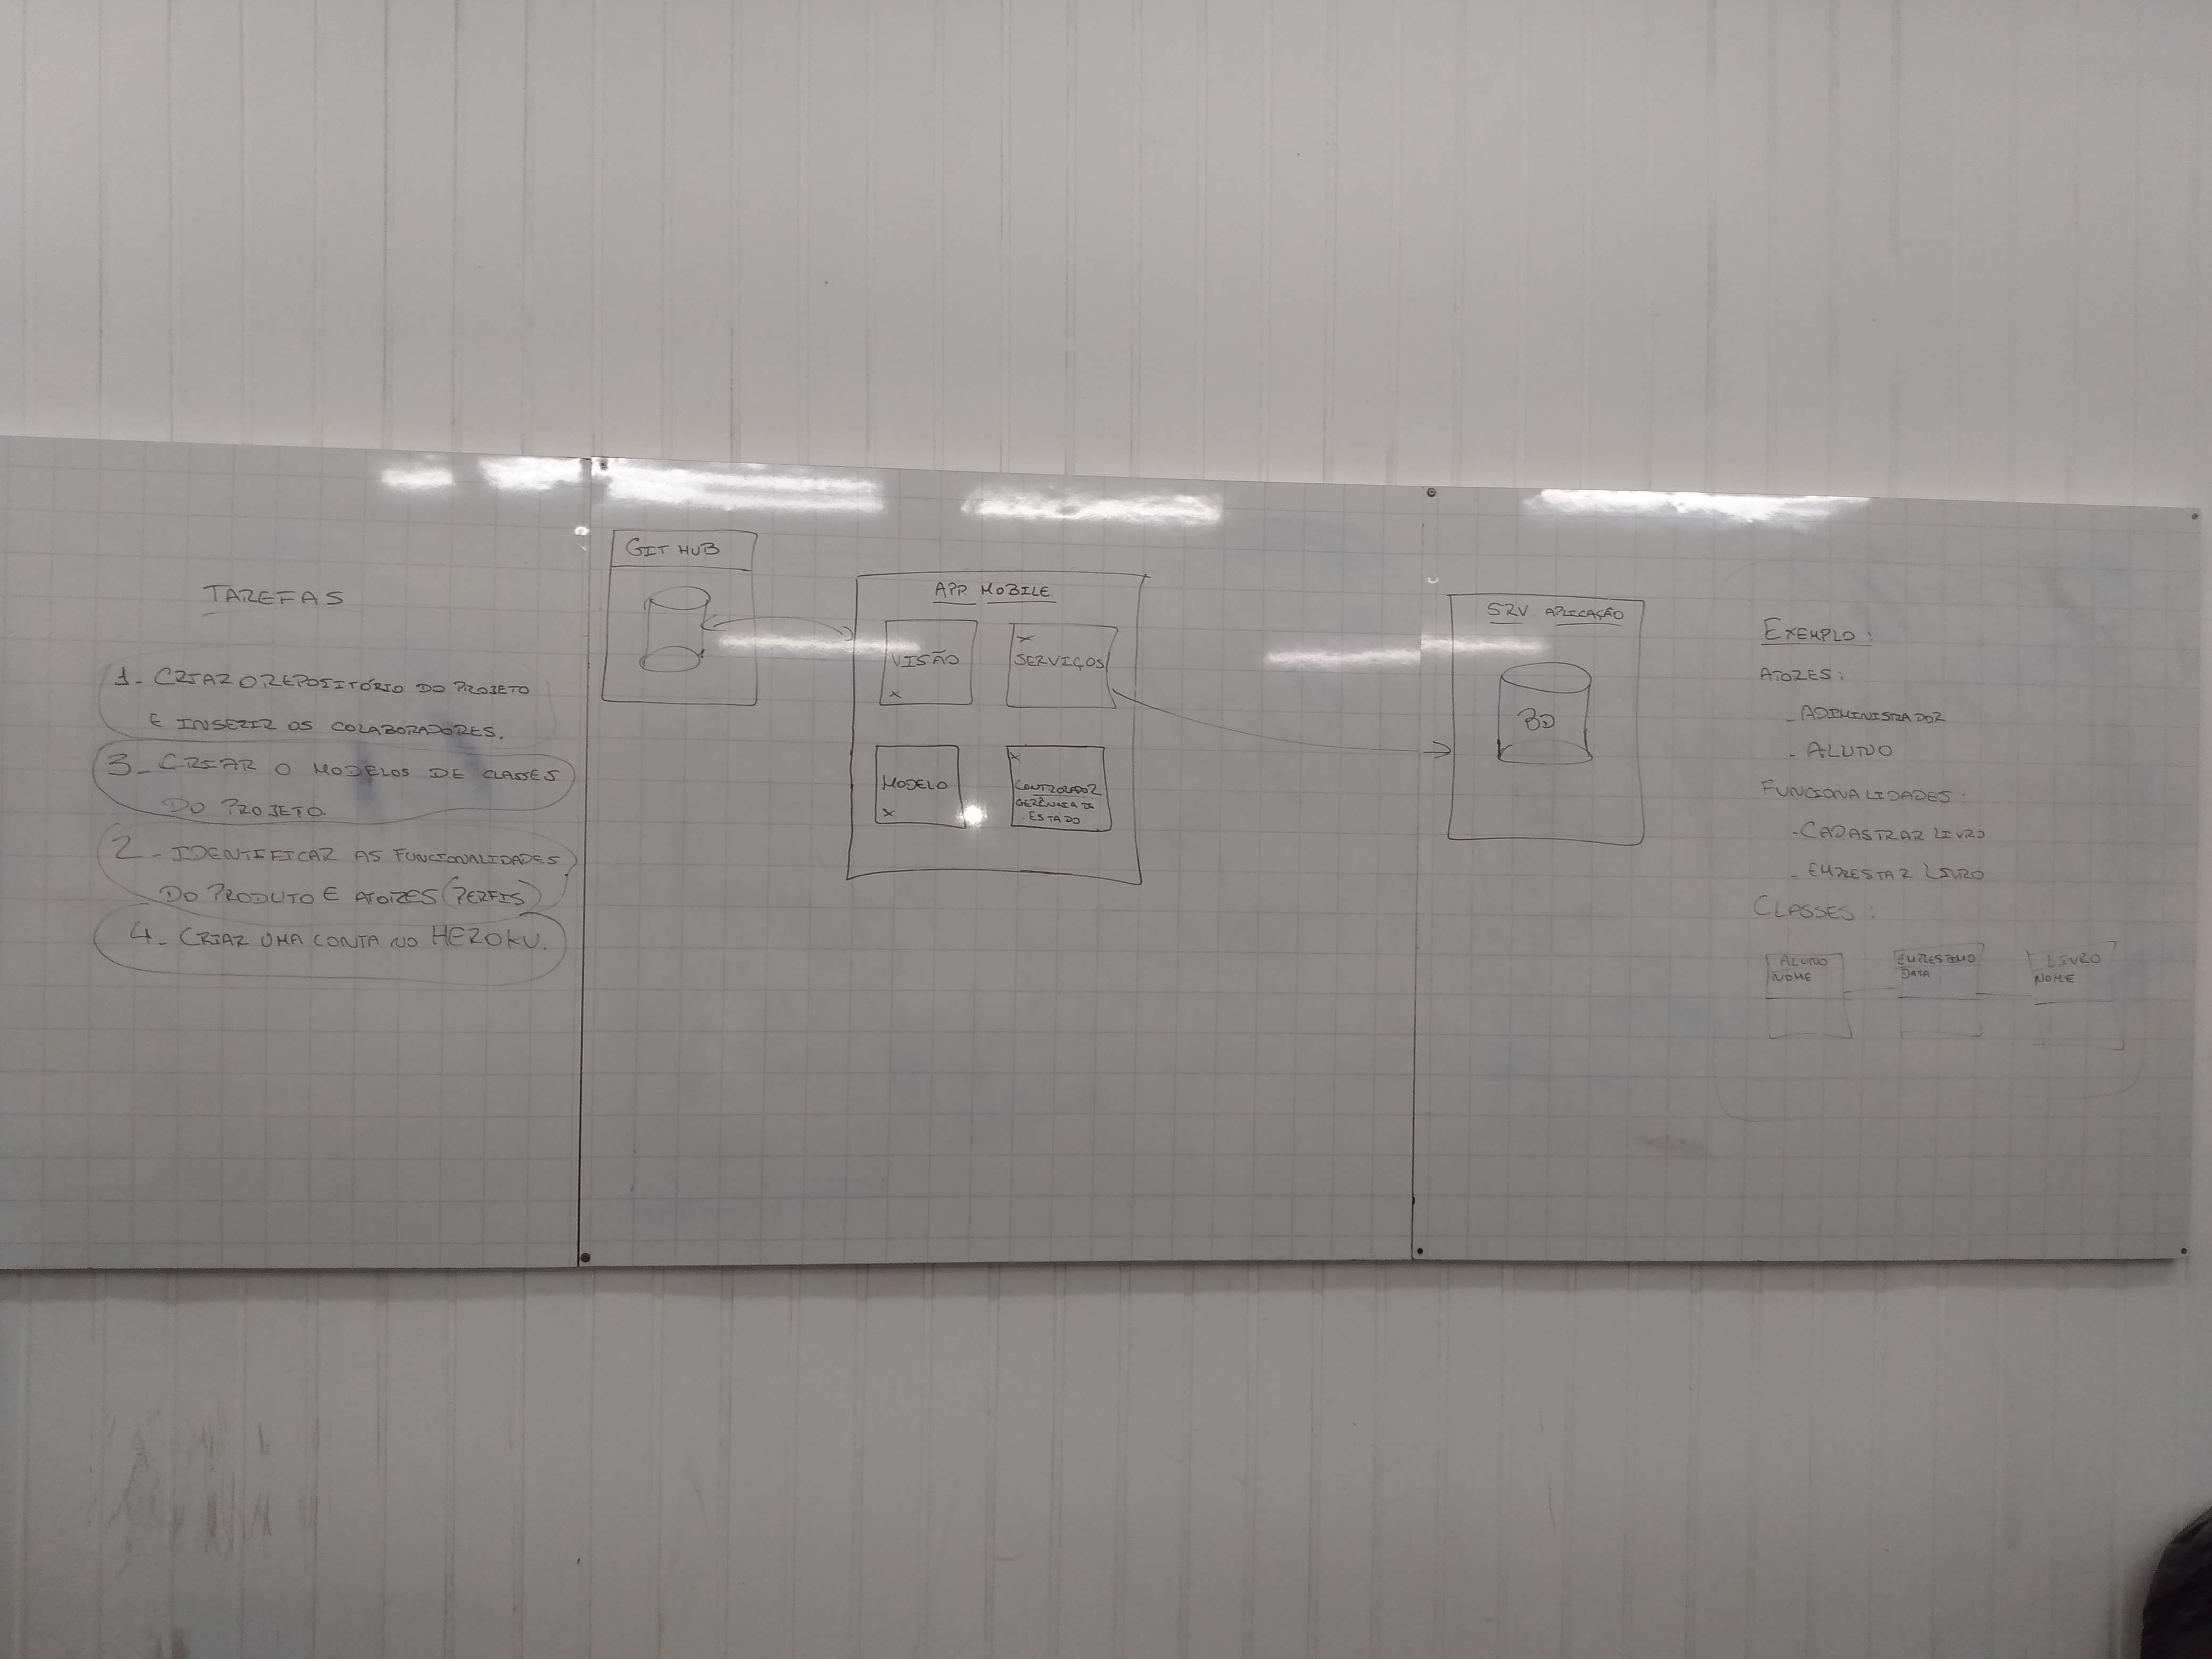 TAREFAS
1- CRIAR O REPOSITÓRIO DO PROJETO
E INSERIR OS COLABORADORES.
3- CRIAR O MODELOS DE CLASSES
DO PROJETO.
2- IDENTIFICAR AS FUNCIONALIDADES
DO PRODUTO E ATORES (PERFIS)
4- CRIAR UMA CONTA NO HEROKU.
GIT HUB
APP MOBILE
VISÃO
x
x
SERVIÇOS
MODELO
x
x
CONTROLADOR
GERÊNCIA DE
ESTADO
SRV. APLICAÇÃO
BD
EXEMPLO:
ATORES:
- ADIMINISTRADOR
- ALUNO
FUNCIONALIDADES:
- CADASTRAR LIVRO
- EMPRESTAR LIVRO
CLASSES:
ALUNO
NOME
EMPRESTIMO
DATA
LIVRO
NOME